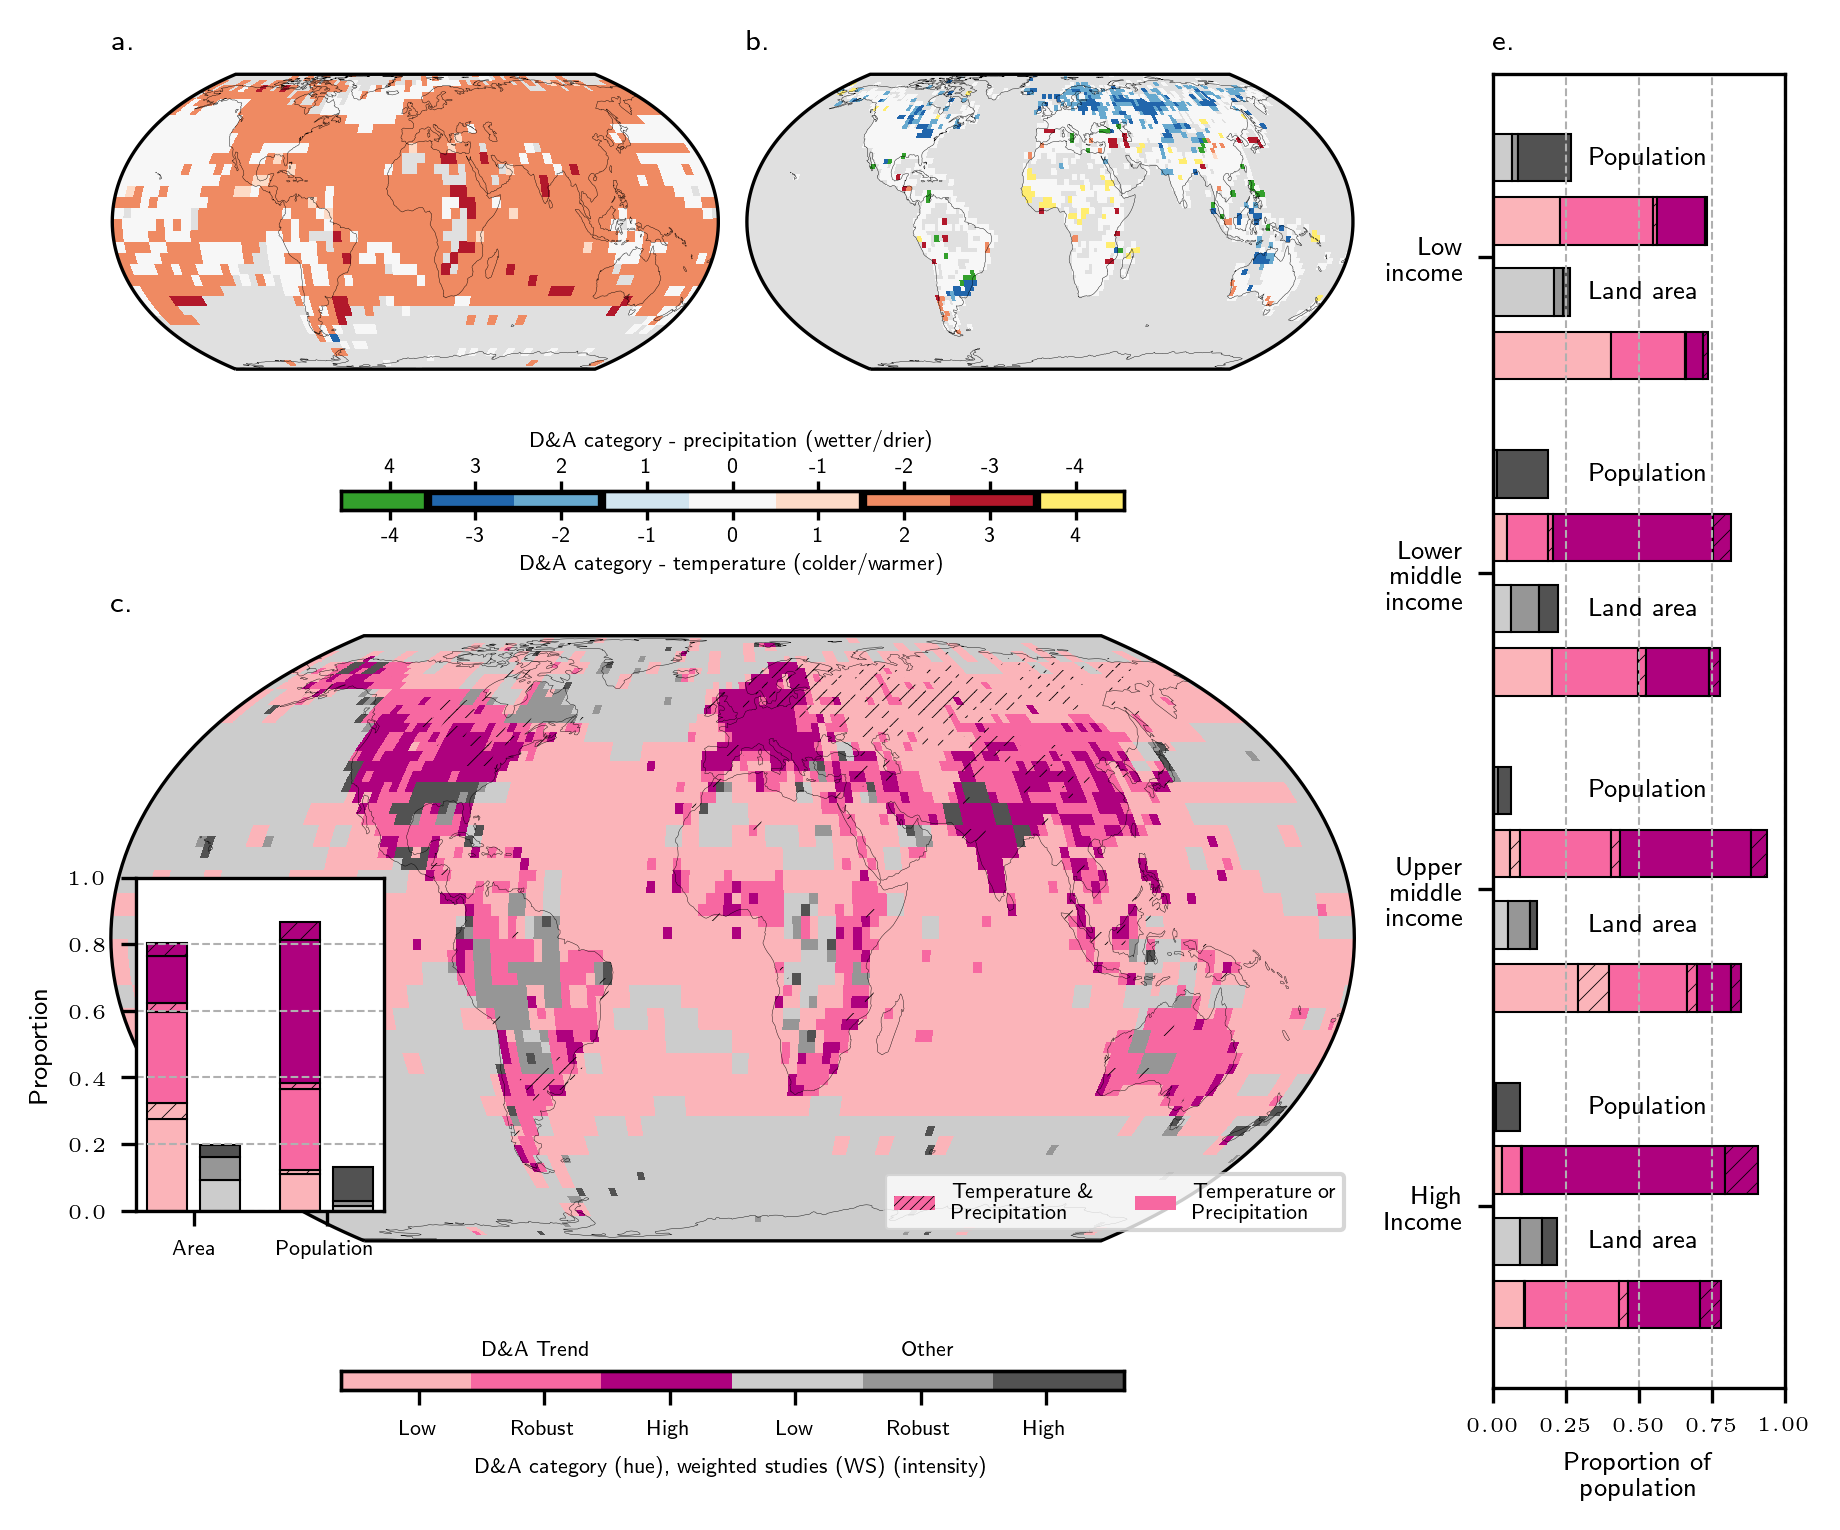 a.
b.
D&A category - precipitation (wetter/drier)
4 3 2 1 0 -1 -2 -3 -4
-4 -3 -2 -1 0 1 2 3 4
D&A category - temperature (colder/warmer)
c.
1.0
0.8
0.6
0.4
0.2
0.0
Proportion
Area Population
Temperature &
Precipitation
Temperature or
Precipitation
D&A Trend Other
Low Robust High Low Robust High
D&A category (hue), weighted studies (WS) (intensity)
e.
Population
Low
income
Land area
Population
Lower
middle
income
Land area
Population
Upper
middle
income
Land area
Population
High
Income
Land area
0.00 0.25 0.50 0.75 1.00
Proportion of
population